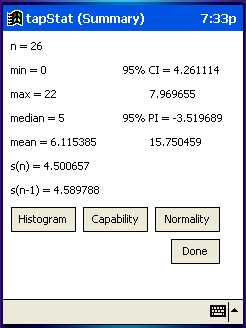 tapStat (Summary) 7:33p
n = 26
min = 0 95% CI = 4.261114
max = 22 7.969655
median = 5 95% PI = -3.519689
mean = 6.115385 15.750459
s(n) = 4.500657
s(n-1) = 4.589788
Histogram Capability Normality
Done